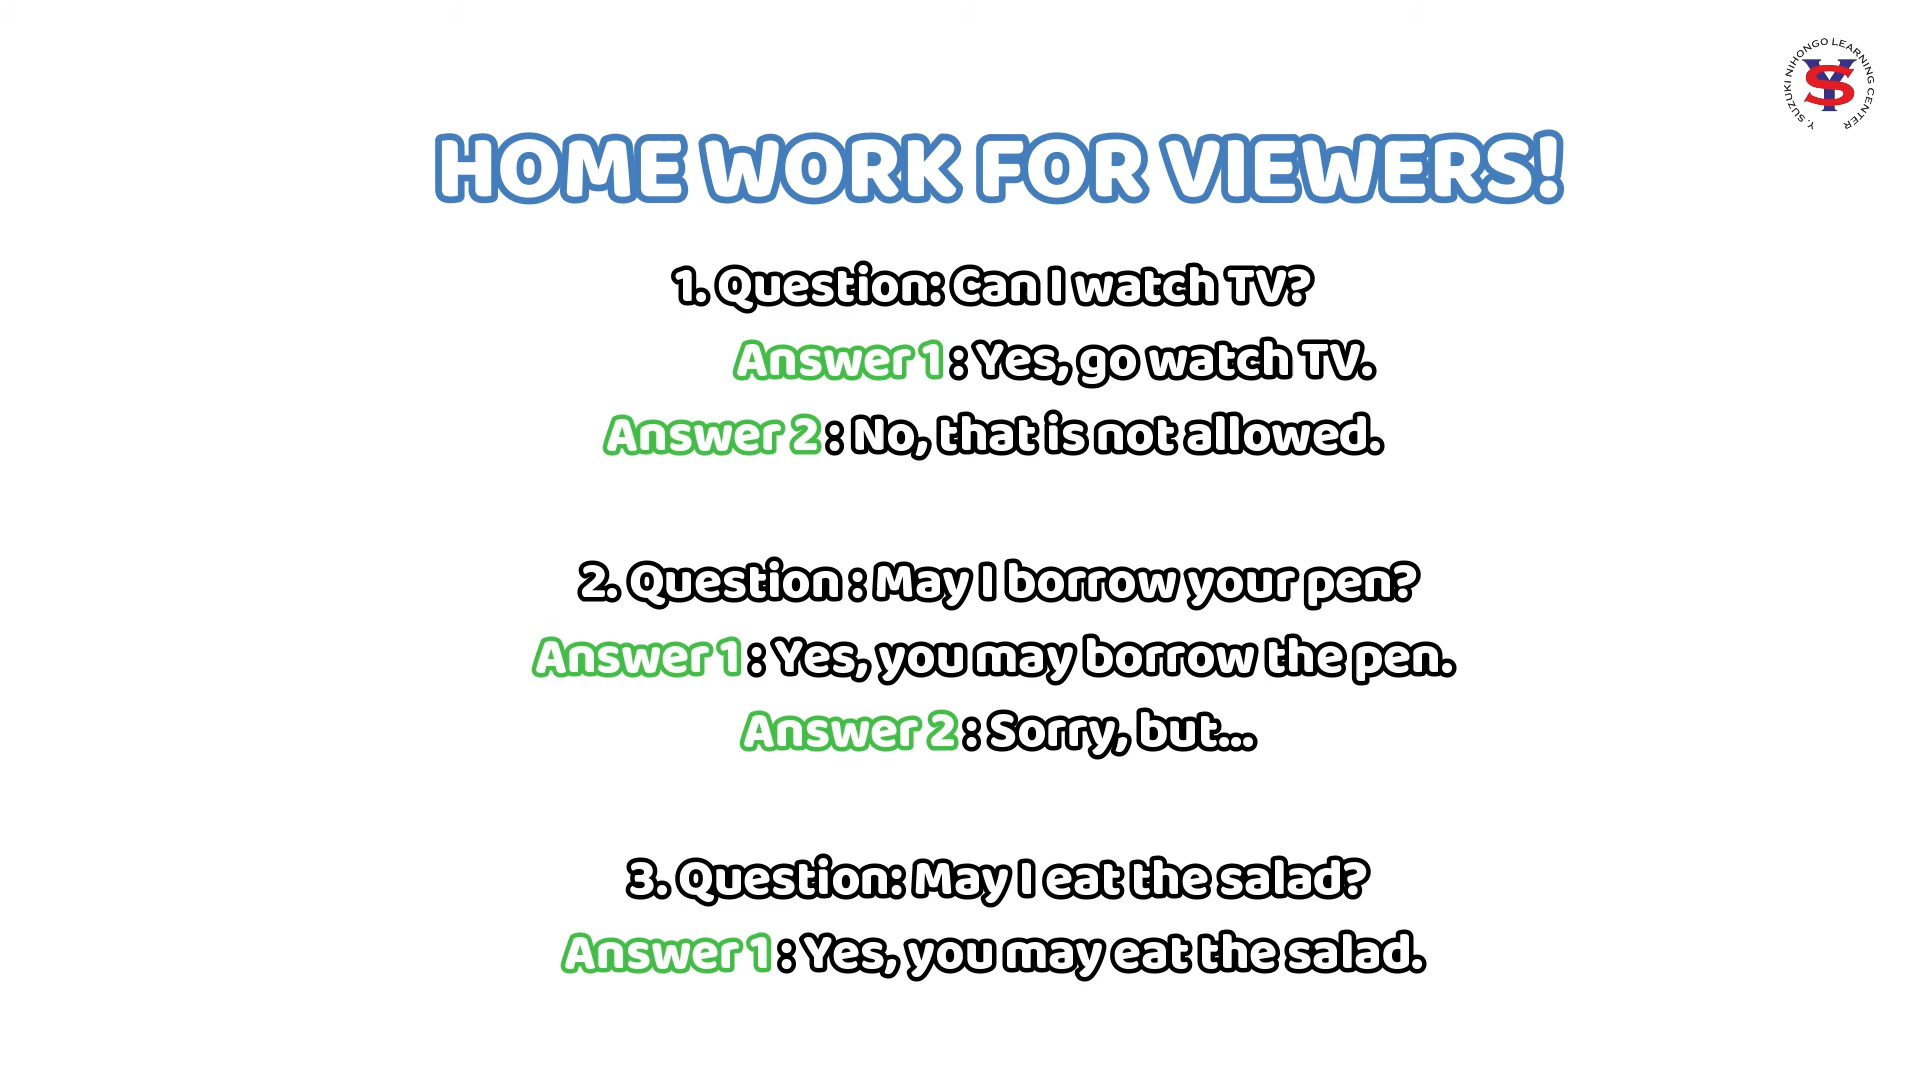 Y. SUZUKI NIHONGO LEARNING CENTER
YS
HOME WORK FOR VIEWERS!
1. Question: Can I watch TV?
Answer 1 : Yes, go watch TV.
Answer 2 : No, that is not allowed.
2. Question : May I borrow your pen?
Answer 1 : Yes, you may borrow the pen.
Answer 2 : Sorry, but...
3. Question: May I eat the salad?
Answer 1 : Yes, you may eat the salad.